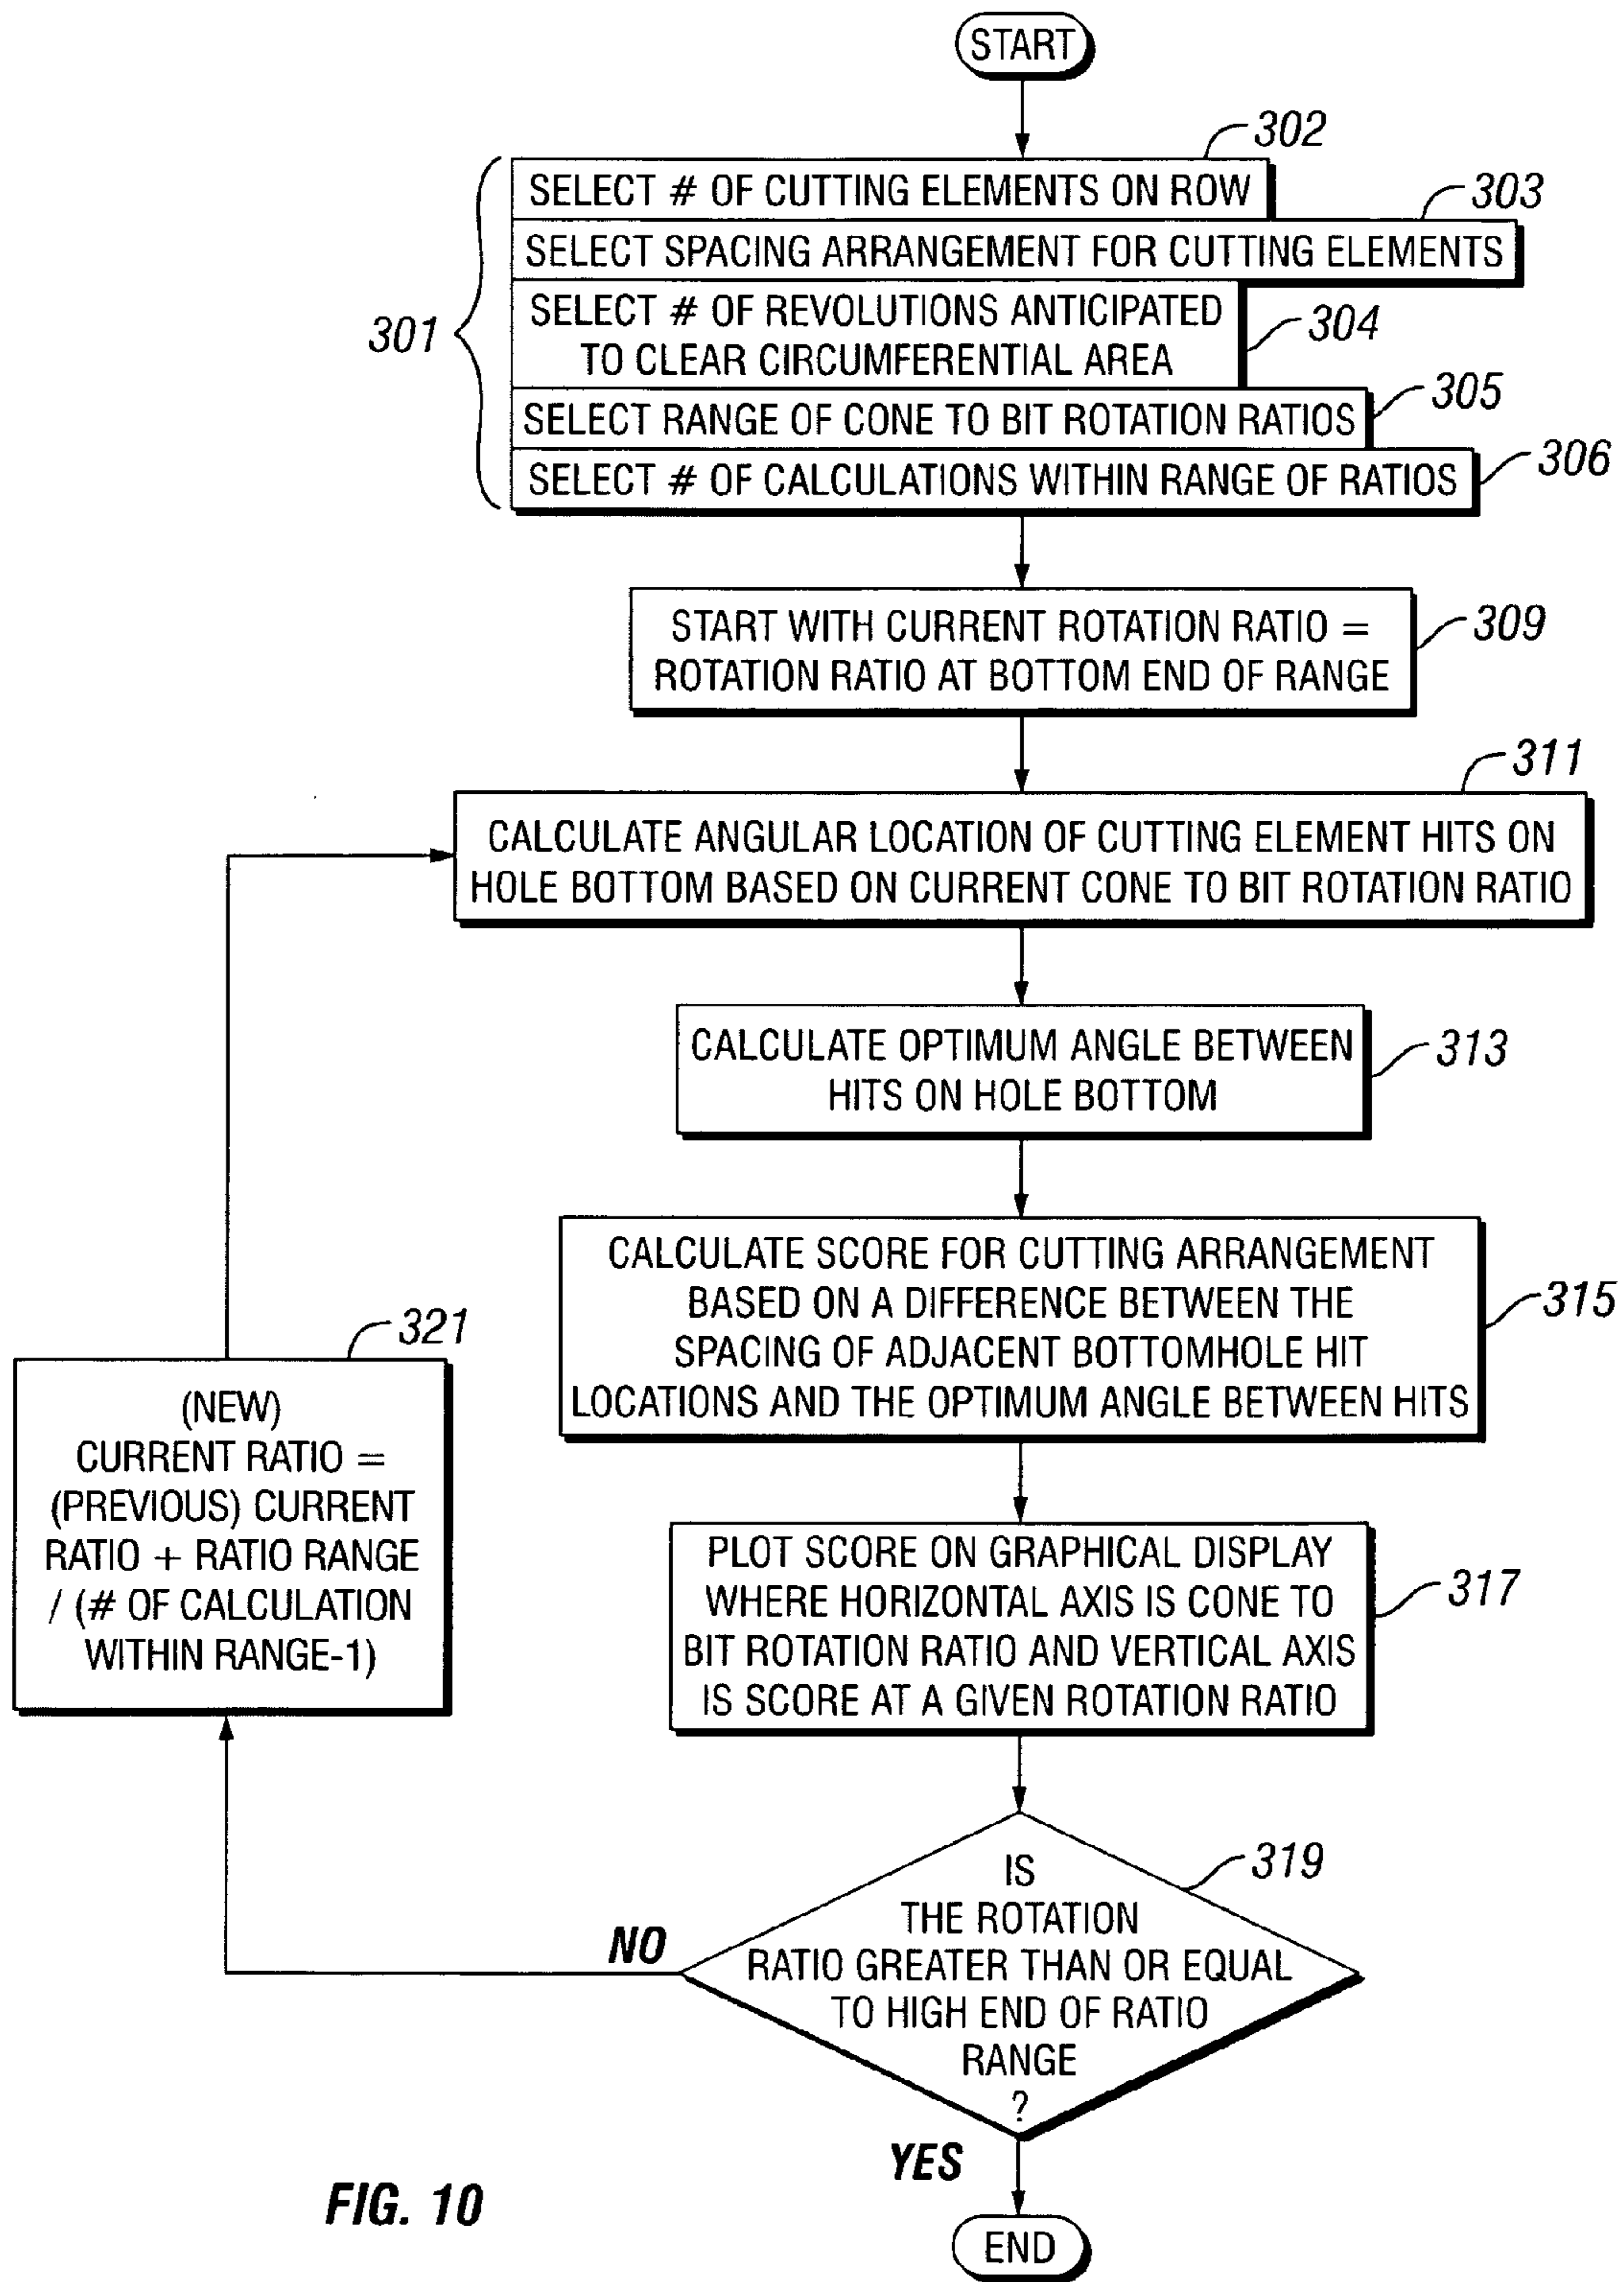 START
302
SELECT # OF CUTTING ELEMENTS ON ROW
303
SELECT SPACING ARRANGEMENT FOR CUTTING ELEMENTS
301
SELECT # OF REVOLUTIONS ANTICIPATED
TO CLEAR CIRCUMFERENTIAL AREA
304
SELECT RANGE OF CONE TO BIT ROTATION RATIOS
305
SELECT # OF CALCULATIONS WITHIN RANGE OF RATIOS
306
START WITH CURRENT ROTATION RATIO =
ROTATION RATIO AT BOTTOM END OF RANGE
309
311
CALCULATE ANGULAR LOCATION OF CUTTING ELEMENT HITS ON
HOLE BOTTOM BASED ON CURRENT CONE TO BIT ROTATION RATIO
CALCULATE OPTIMUM ANGLE BETWEEN
HITS ON HOLE BOTTOM
313
CALCULATE SCORE FOR CUTTING ARRANGEMENT
BASED ON A DIFFERENCE BETWEEN THE
SPACING OF ADJACENT BOTTOMHOLE HIT
LOCATIONS AND THE OPTIMUM ANGLE BETWEEN HITS
315
321
(NEW)
CURRENT RATIO =
(PREVIOUS) CURRENT
RATIO + RATIO RANGE
/ (# OF CALCULATION
WITHIN RANGE-1)
PLOT SCORE ON GRAPHICAL DISPLAY
WHERE HORIZONTAL AXIS IS CONE TO
BIT ROTATION RATIO AND VERTICAL AXIS
IS SCORE AT A GIVEN ROTATION RATIO
317
IS
THE ROTATION
RATIO GREATER THAN OR EQUAL
TO HIGH END OF RATIO
RANGE
?
319
NO
YES
END
FIG. 10